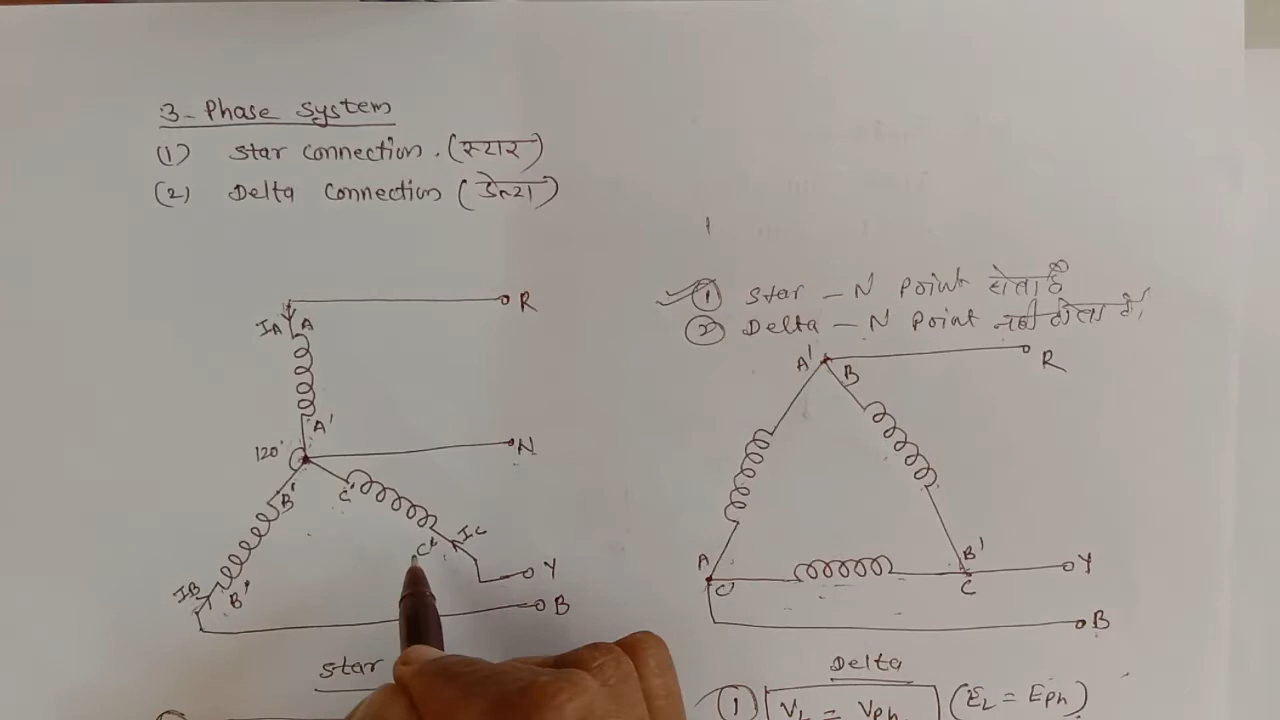 3-Phase System
(1) Star connection. (स्टार)
(2) Delta Connection (डेल्टा)
① Star – N Point होता है
② Delta – N Point नही होता है।
R
IA A
A'
120°
N
B'
C'
IC
C'
IB
B'
Y
B
Star
A'
B
R
A
C'
B'
C
Y
B
Delta
① VL = Vph (EL = Eph)